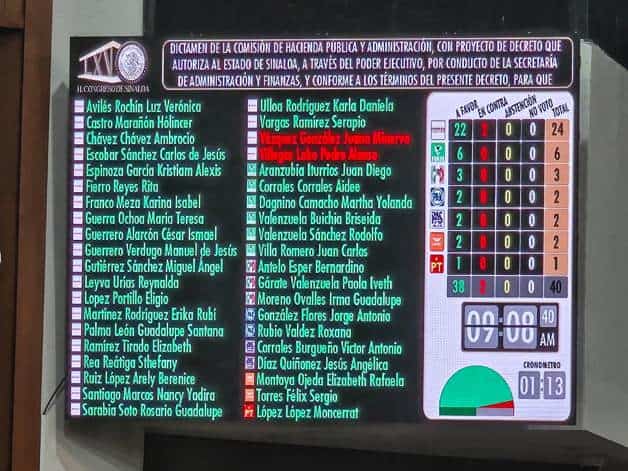 LXV
H. CONGRESO DE SINALOA
DICTAMEN DE LA COMISIÓN DE HACIENDA PÚBLICA Y ADMINISTRACIÓN, CON PROYECTO DE DECRETO QUE
AUTORIZA AL ESTADO DE SINALOA, A TRAVÉS DEL PODER EJECUTIVO, POR CONDUCTO DE LA SECRETARÍA
DE ADMINISTRACIÓN Y FINANZAS, Y CONFORME A LOS TÉRMINOS DEL PRESENTE DECRETO, PARA QUE
Avilés Rochín Luz Verónica
Castro Marañón Hólincer
Chávez Chávez Ambrocio
Escobar Sánchez Carlos de Jesús
Espinoza García Kristiam Alexis
Fierro Reyes Rita
Franco Meza Karina Isabel
Guerra Ochoa María Teresa
Guerrero Alarcón César Ismael
Guerrero Verdugo Manuel de Jesús
Gutiérrez Sánchez Miguel Ángel
Leyva Urías Reynalda
Lopez Portillo Eligio
Martínez Rodríguez Erika Rubí
Palma León Guadalupe Santana
Ramírez Tirado Elizabeth
Rea Reátiga Sthefany
Ruiz López Arely Berenice
Santiago Marcos Nancy Yadira
Sarabia Soto Rosario Guadalupe
Ulloa Rodríguez Karla Daniela
Vargas Ramírez Serapio
Vázquez González Juana Minerva
Villegas Lobo Pedro Alonso
Aranzubía Iturrios Juan Diego
Corrales Corrales Aidee
Dagnino Camacho Martha Yolanda
Valenzuela Buichia Briseida
Valenzuela Sánchez Rodolfo
Villa Romero Juan Carlos
Antelo Esper Bernardino
Gárate Valenzuela Paola Iveth
Moreno Ovalles Irma Guadalupe
González Flores Jorge Antonio
Rubio Valdez Roxana
Corrales Burgueño Víctor Antonio
Díaz Quiñonez Jesús Angélica
Montoya Ojeda Elizabeth Rafaela
Torres Félix Sergio
PT López López Moncerrat
A FAVOR EN CONTRA ABSTENCIÓN NO VOTO TOTAL
22 2 0 0 24
6 0 0 0 6
3 0 0 0 3
2 0 0 0 2
2 0 0 0 2
2 0 0 0 2
PT 1 0 0 0 1
38 2 0 0 40
09:08 40 AM
CRONOMETRO
01:13